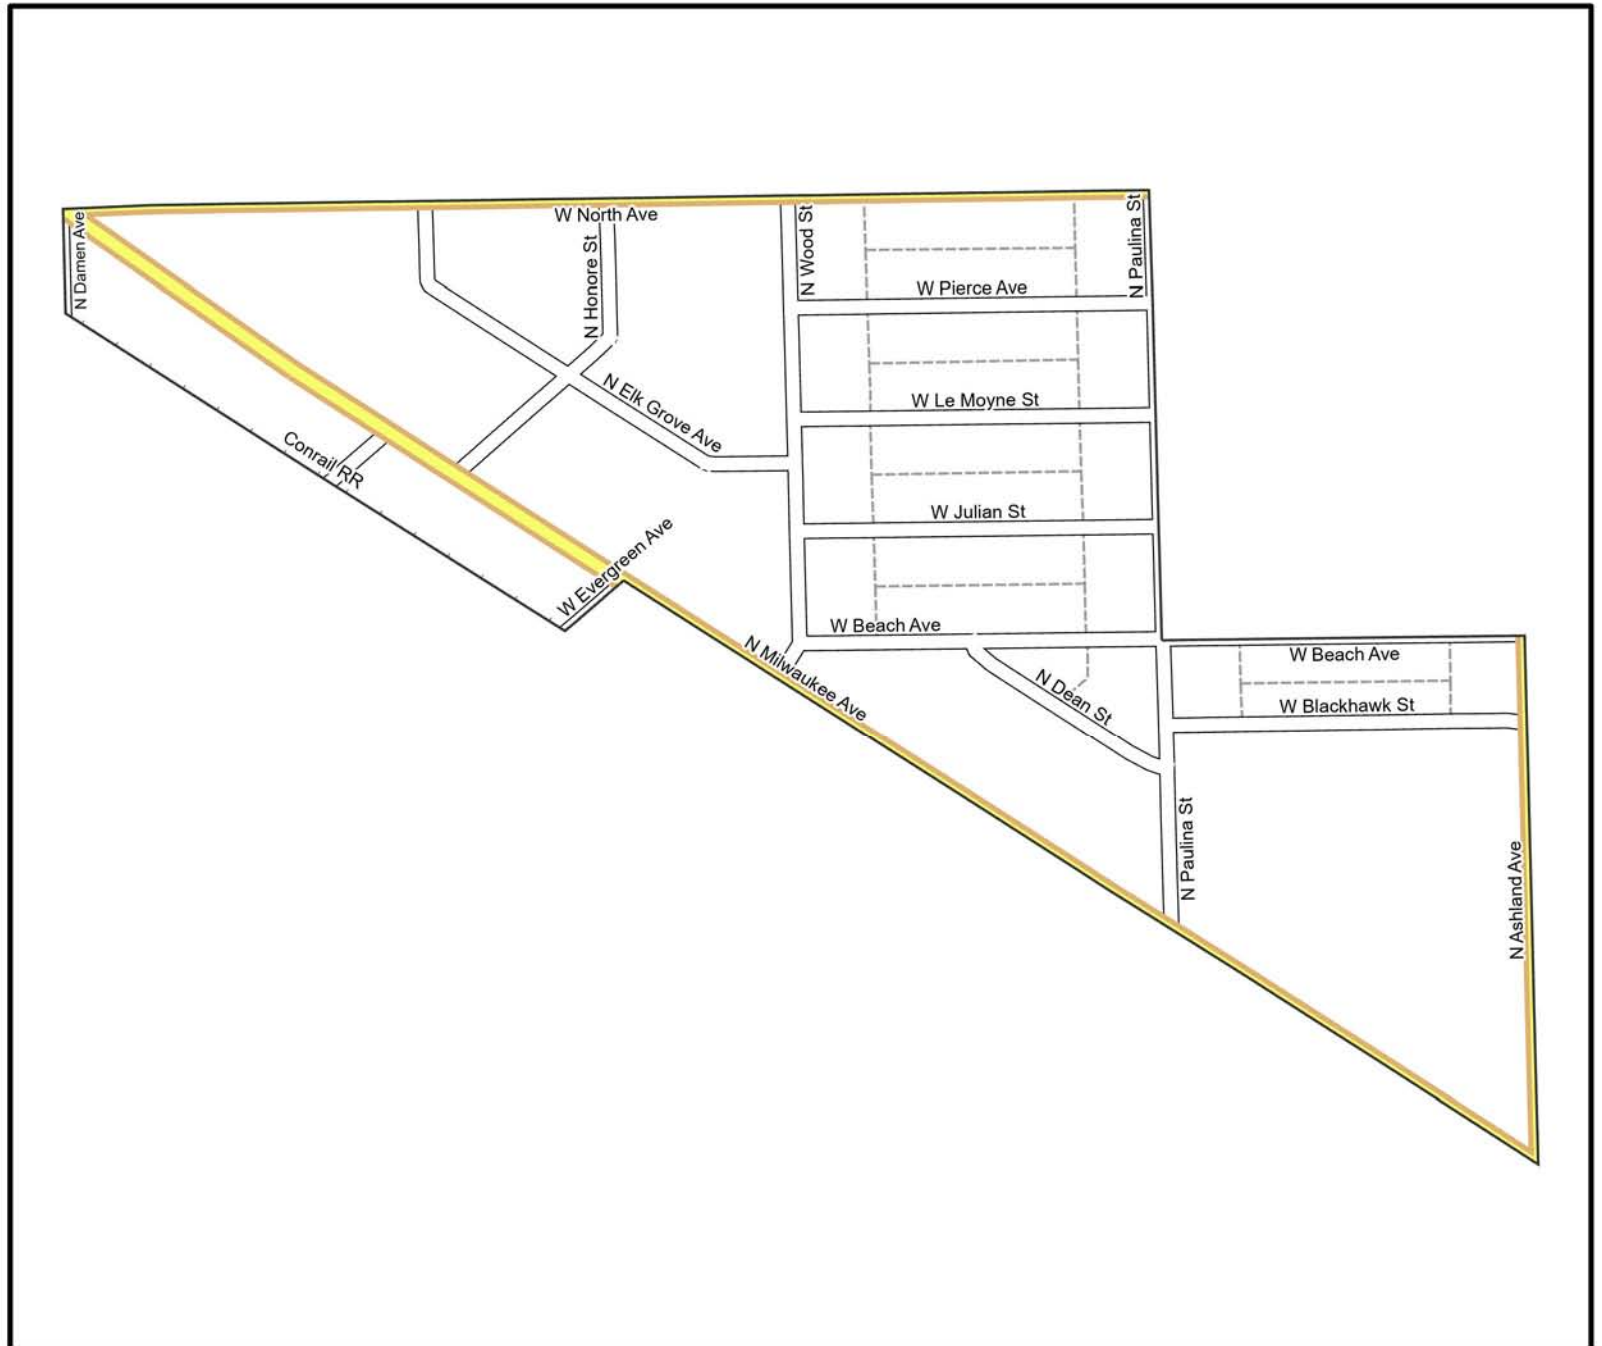 W North Ave
N Damen Ave
N Honore St
N Wood St
N Paulina St
W Pierce Ave
N Elk Grove Ave
W Le Moyne St
Conrail RR
W Julian St
W Evergreen Ave
W Beach Ave
N Milwaukee Ave
N Dean St
W Beach Ave
W Blackhawk St
N Paulina St
N Ashland Ave